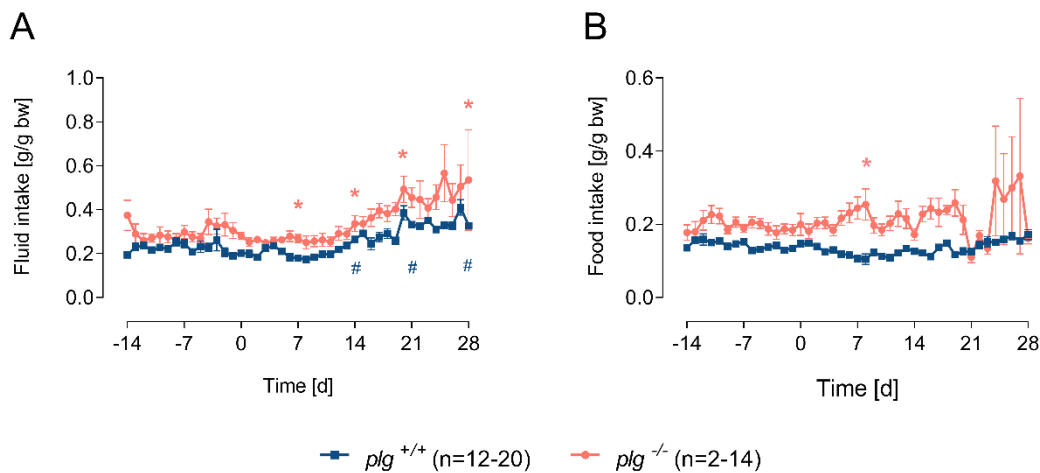 A
B
Fluid intake [g/g bw]
1.0
0.8
0.6
0.4
0.2
0.0
* * * *
# # #
-14 -7 0 7 14 21 28
Time [d]
Food intake [g/g bw]
0.6
0.4
0.2
0.0
*
-14 -7 0 7 14 21 28
Time [d]
plg +/+ (n=12-20) plg -/- (n=2-14)